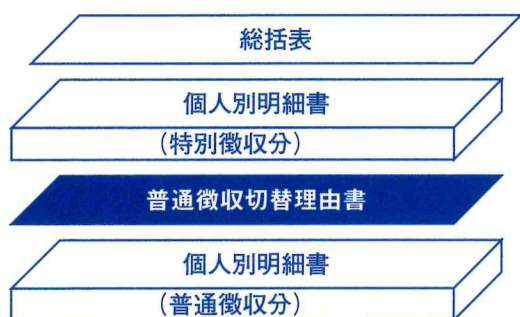 総括表
個人別明細書
（特別徴収分）
普通徴収切替理由書
個人別明細書
（普通徴収分）